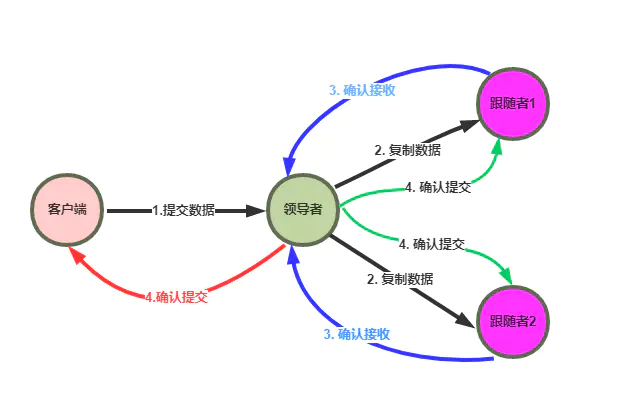 3. 确认接收
跟随者1
2. 复制数据
4. 确认提交
客户端
1.提交数据
领导者
4. 确认提交
2. 复制数据
4.确认提交
跟随者2
3. 确认接收